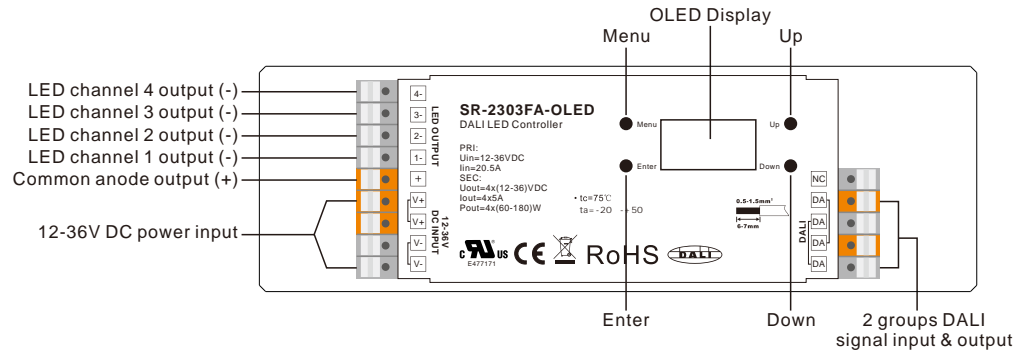 OLED Display
Menu
Up
LED channel 4 output (-)
LED channel 3 output (-)
LED channel 2 output (-)
LED channel 1 output (-)
Common anode output (+)
12-36V DC power input
4-
3-
2-
1-
+
V+
V+
V-
V-
LED OUTPUT
12-36V
DC INPUT
SR-2303FA-OLED
DALI LED Controller
PRI:
Uin=12-36VDC
Iin=20.5A
SEC:
Uout=4x(12-36)VDC
Iout=4x5A
Pout=4x(60-180)W
• tc=75℃
ta=-20 -+50
Menu
Enter
Up
Down
0.5-1.5mm²
6-7mm
c RU US
E477171
CE
RoHS
DALI
NC
DA
DA
DA
DA
DALI
Enter
Down
2 groups DALI
signal input & output